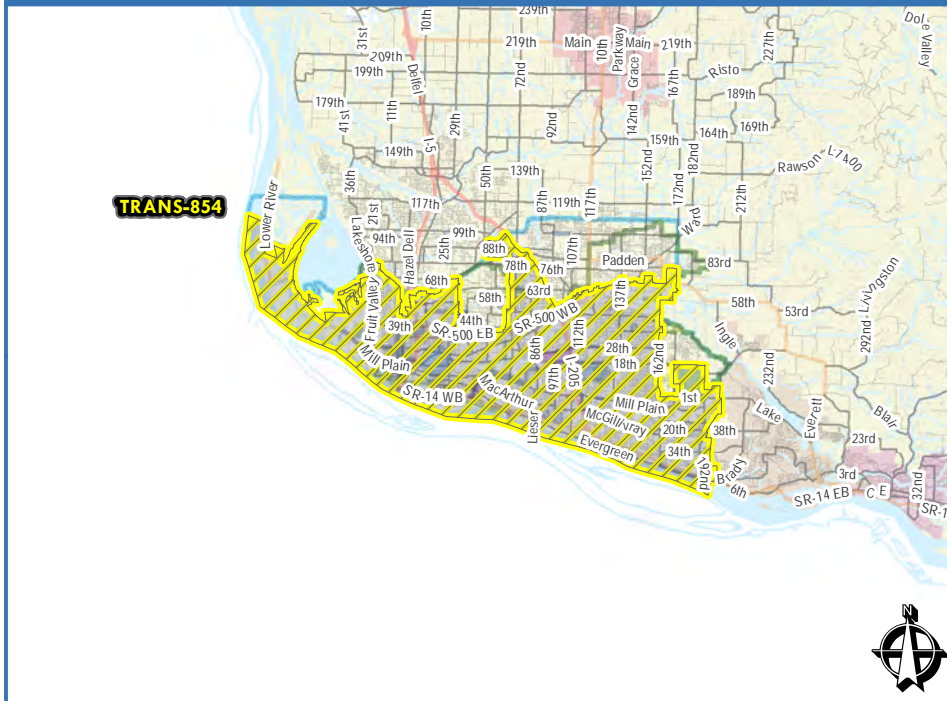 239th
10th
31st
Dole Valley
227th
Main
10th
Parkway
Main
219th
219th
209th
199th
Delfel
72nd
Grace
167th
Risto
189th
179th
11th
41st
29th
92nd
142nd
159th
164th
169th
I-5
149th
36th
50th
139th
152nd
182nd
Rawson
172nd
212th
TRANS-854
Lower River
21st
117th
87th
119th
117th
Ward
Lakeshore
94th
Hazel Dell
25th
99th
88th
107th
78th
76th
Padden
83rd
68th
58th
63rd
137th
58th
53rd
Livingston
Fruit Valley
39th
44th
SR-500 EB
SR-500 WB
86th
112th
Ingle
292nd
Mill Plain
28th
18th
162nd
232nd
I-205
97th
MacArthur
SR-14 WB
Mill Plain
1st
Lake
Everett
Blair
Lieser
McGillivray
20th
38th
Evergreen
34th
23rd
192nd
Brady
6th
3rd
32nd
SR-14 EB
C
E
SR-1
N